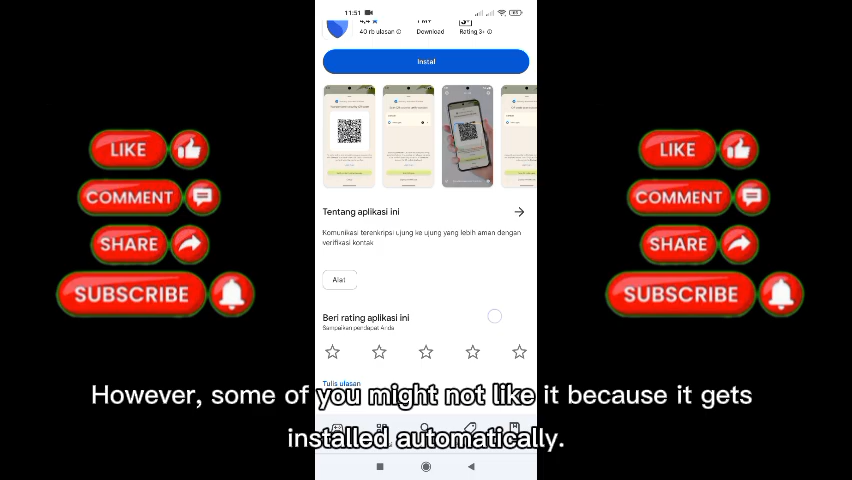 11:51
4,4
40 rb ulasan
Download
Rating 3+
Instal
Tentang aplikasi ini
Komunikasi terenkripsi ujung ke ujung yang lebih aman dengan
verifikasi kontak
Alat
Beri rating aplikasi ini
Sampaikan pendapat Anda
Tulis ulasan
LIKE
COMMENT
SHARE
SUBSCRIBE
LIKE
COMMENT
SHARE
SUBSCRIBE
However, some of you might not like it because it gets
installed automatically.